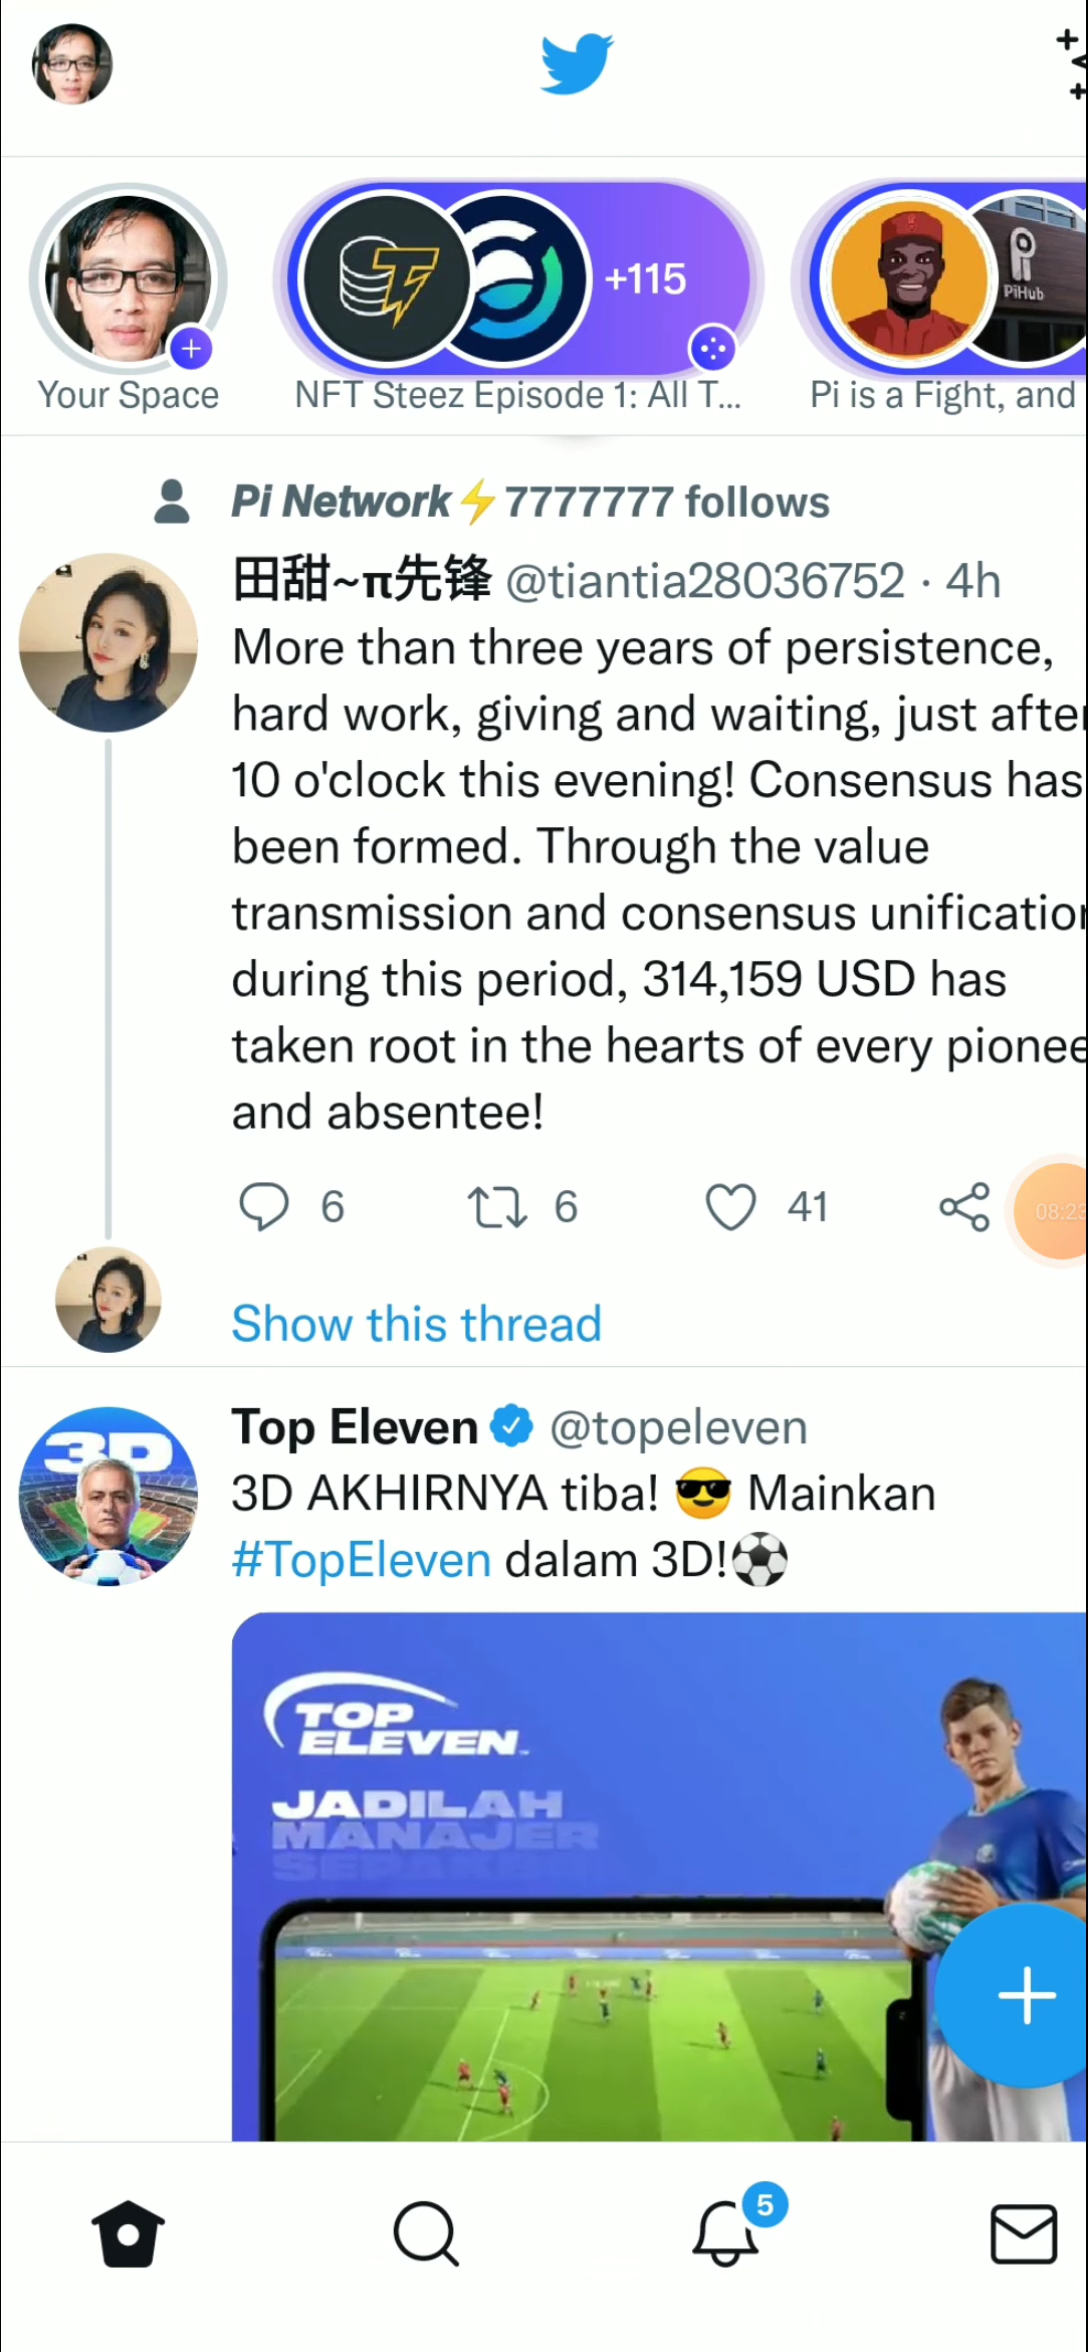 +115
PiHub
Your Space
NFT Steez Episode 1: All T...
Pi is a Fight, and
Pi Network⚡7777777 follows
田甜~π先锋 @tiantia28036752 · 4h
More than three years of persistence,
hard work, giving and waiting, just after
10 o'clock this evening! Consensus has
been formed. Through the value
transmission and consensus unification
during this period, 314,159 USD has
taken root in the hearts of every pionee
and absentee!
6
6
41
08:23
Show this thread
3D
Top Eleven @topeleven
3D AKHIRNYA tiba! 😎 Mainkan
#TopEleven dalam 3D!⚽
TOP
ELEVEN
JADILAH
MANAJER
5